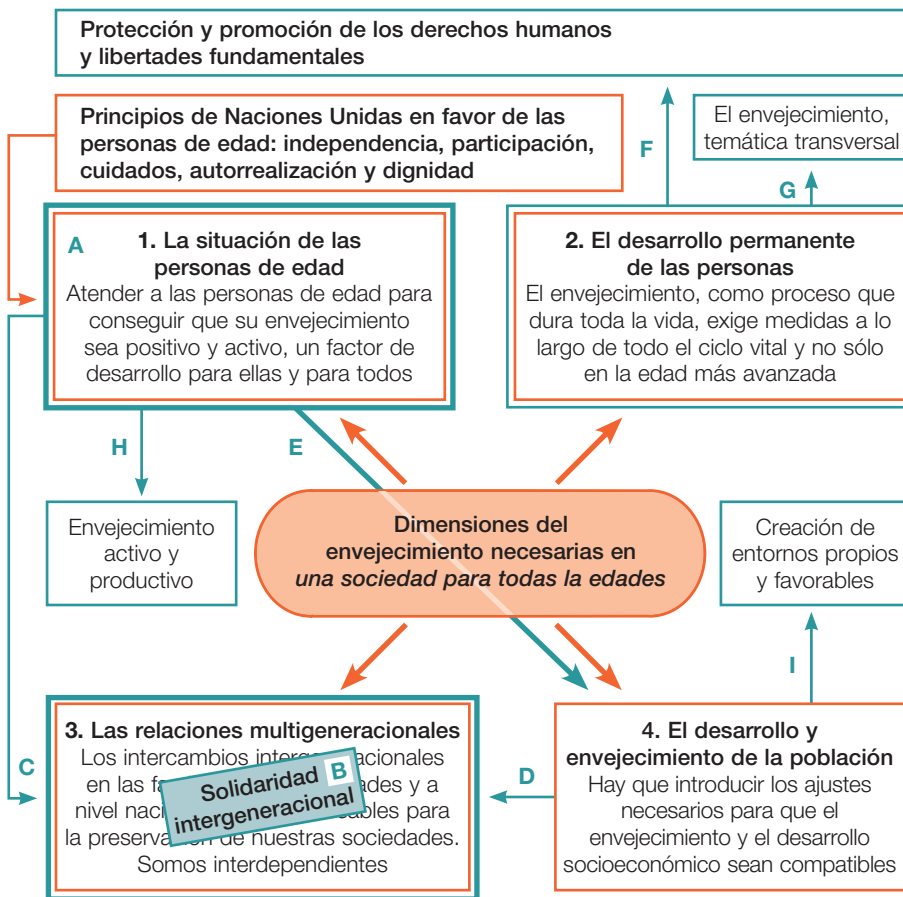 Protección y promoción de los derechos humanos
y libertades fundamentales
Principios de Naciones Unidas en favor de las
personas de edad: independencia, participación,
cuidados, autorrealización y dignidad
F
El envejecimiento,
temática transversal
G
A
1. La situación de las
personas de edad
Atender a las personas de edad para
conseguir que su envejecimiento
sea positivo y activo, un factor de
desarrollo para ellas y para todos
2. El desarrollo permanente
de las personas
El envejecimiento, como proceso que
dura toda la vida, exige medidas a lo
largo de todo el ciclo vital y no sólo
en la edad más avanzada
H
E
Envejecimiento
activo y
productivo
Dimensiones del
envejecimiento necesarias en
una sociedad para todas la edades
Creación de
entornos propios
y favorables
I
C
3. Las relaciones multigeneracionales
Los intercambios intergeneracionales
en las
y a
nivel
para
la preservación de nuestras sociedades.
Somos interdependientes
Solidaridad B
intergeneracional
D
4. El desarrollo y
envejecimiento de la población
Hay que introducir los ajustes
necesarios para que el
envejecimiento y el desarrollo
socioeconómico sean compatibles